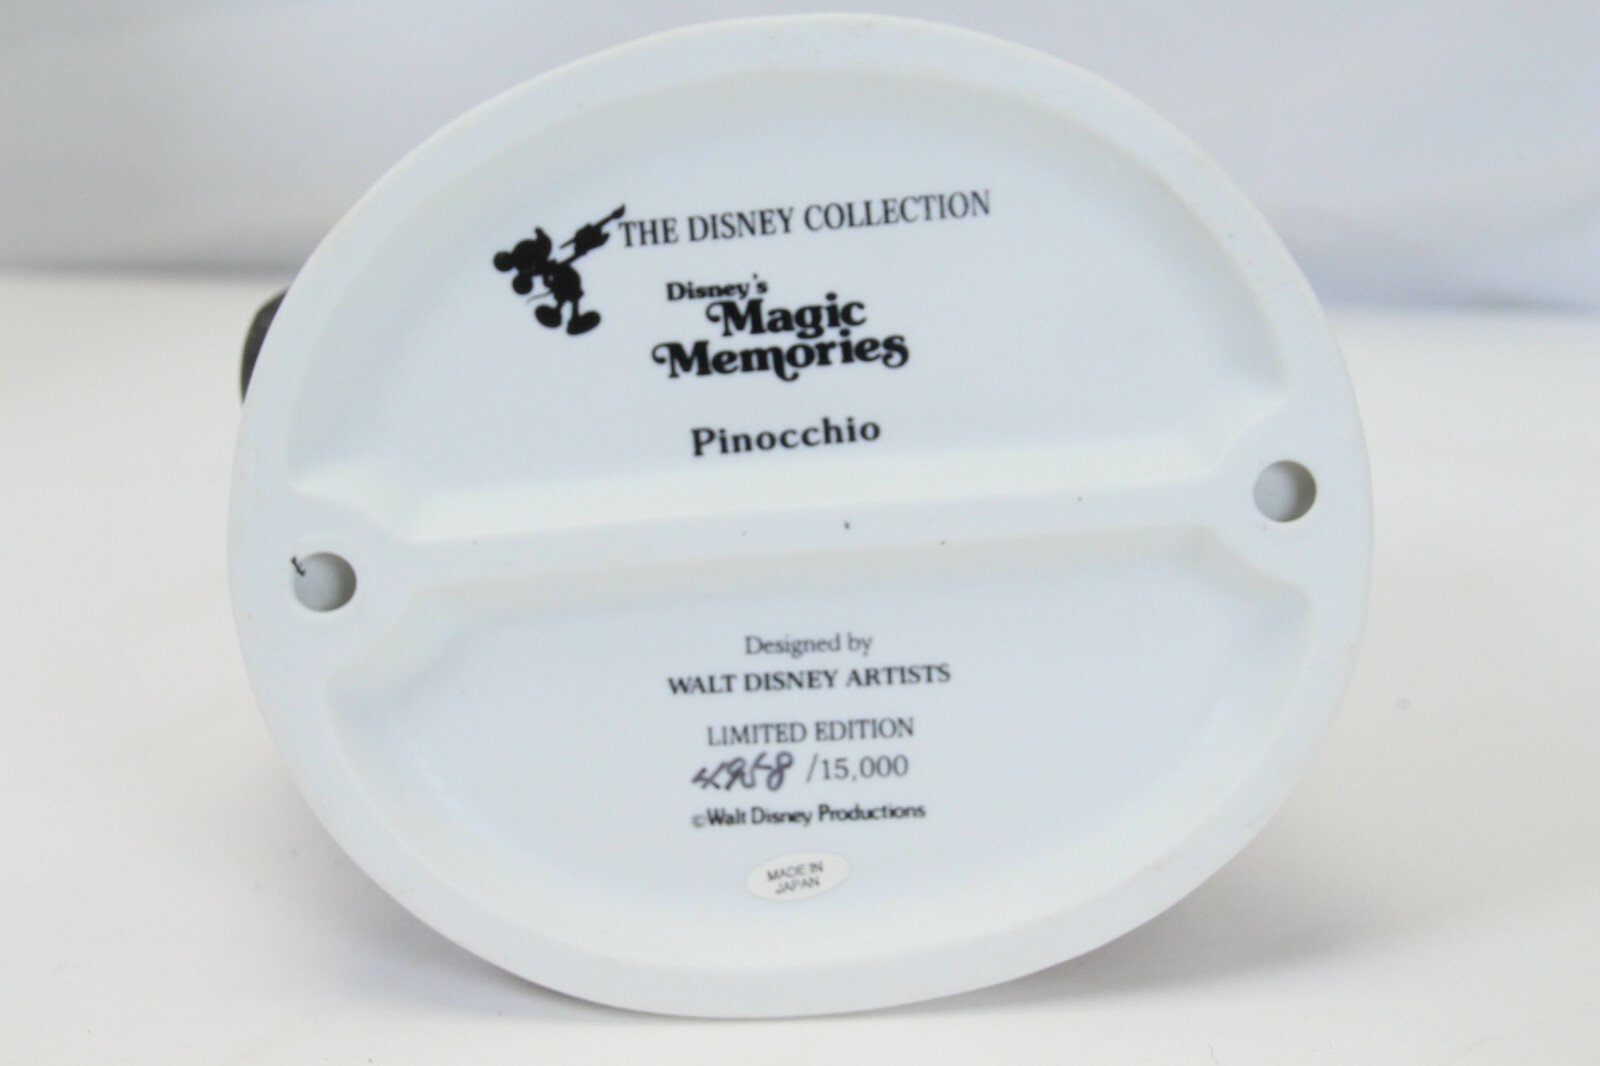 THE DISNEY COLLECTION
Disney's
Magic
Memories
Pinocchio
Designed by
WALT DISNEY ARTISTS
LIMITED EDITION
4958 /15,000
©Walt Disney Productions
MADE IN
JAPAN